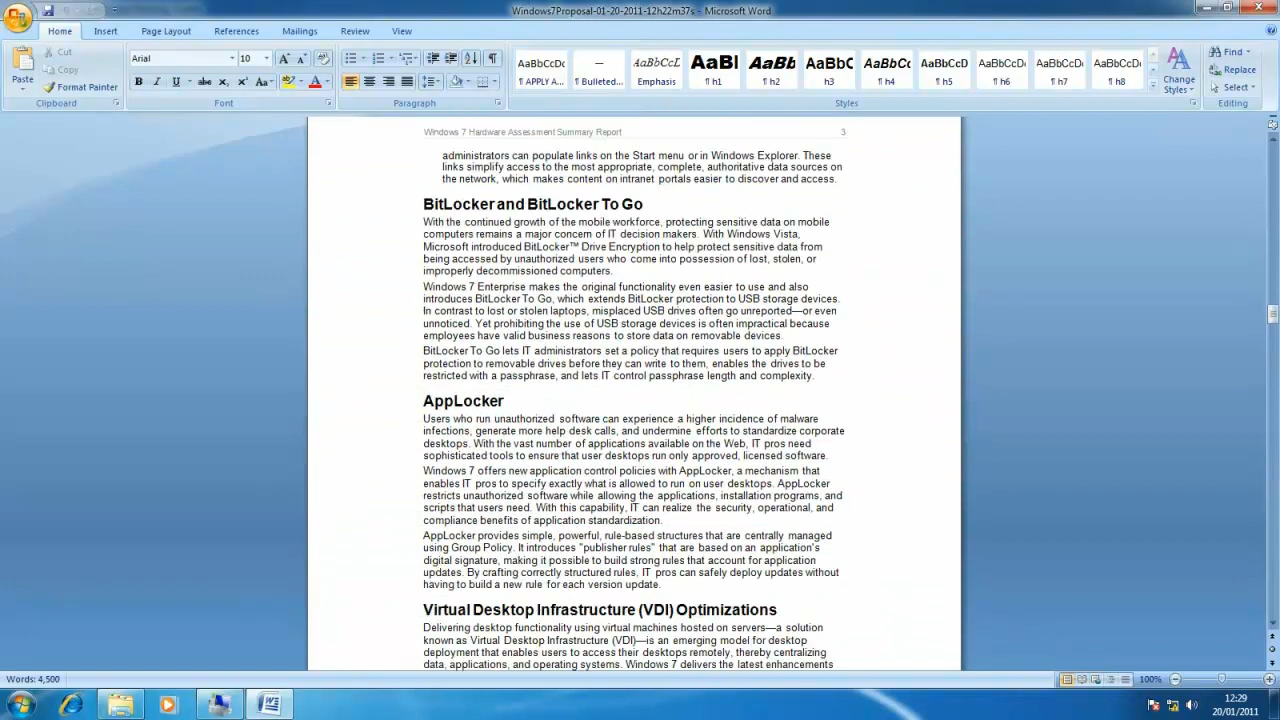 Windows7Proposal-01-20-2011-12h22m37s - Microsoft Word
Home Insert Page Layout References Mailings Review View
Paste
Cut
Copy
Format Painter
Clipboard
Arial 10
Font
Paragraph
AaBbCcDc AaBbCcL AaBl AaBb AaBbC AaBbCc AaBbCcD AaBbCcDc AaBbCcDc AaBbCcDc
¶ APPLY A... ¶ Bulleted... Emphasis ¶ h1 ¶ h2 ¶ h3 ¶ h4 ¶ h5 ¶ h6 ¶ h7 ¶ h8
Change
Styles
Styles
Find
Replace
Select
Editing
Windows 7 Hardware Assessment Summary Report 3
administrators can populate links on the Start menu or in Windows Explorer. These
links simplify access to the most appropriate, complete, authoritative data sources on
the network, which makes content on intranet portals easier to discover and access.
BitLocker and BitLocker To Go
With the continued growth of the mobile workforce, protecting sensitive data on mobile
computers remains a major concern of IT decision makers. With Windows Vista,
Microsoft introduced BitLocker™ Drive Encryption to help protect sensitive data from
being accessed by unauthorized users who come into possession of lost, stolen, or
improperly decommissioned computers.
Windows 7 Enterprise makes the original functionality even easier to use and also
introduces BitLocker To Go, which extends BitLocker protection to USB storage devices.
In contrast to lost or stolen laptops, misplaced USB drives often go unreported—or even
unnoticed. Yet prohibiting the use of USB storage devices is often impractical because
employees have valid business reasons to store data on removable devices.
BitLocker To Go lets IT administrators set a policy that requires users to apply BitLocker
protection to removable drives before they can write to them, enables the drives to be
restricted with a passphrase, and lets IT control passphrase length and complexity.
AppLocker
Users who run unauthorized software can experience a higher incidence of malware
infections, generate more help desk calls, and undermine efforts to standardize corporate
desktops. With the vast number of applications available on the Web, IT pros need
sophisticated tools to ensure that user desktops run only approved, licensed software.
Windows 7 offers new application control policies with AppLocker, a mechanism that
enables IT pros to specify exactly what is allowed to run on user desktops. AppLocker
restricts unauthorized software while allowing the applications, installation programs, and
scripts that users need. With this capability, IT can realize the security, operational, and
compliance benefits of application standardization.
AppLocker provides simple, powerful, rule-based structures that are centrally managed
using Group Policy. It introduces "publisher rules" that are based on an application's
digital signature, making it possible to build strong rules that account for application
updates. By crafting correctly structured rules, IT pros can safely deploy updates without
having to build a new rule for each version update.
Virtual Desktop Infrastructure (VDI) Optimizations
Delivering desktop functionality using virtual machines hosted on servers—a solution
known as Virtual Desktop Infrastructure (VDI)—is an emerging model for desktop
deployment that enables users to access their desktops remotely, thereby centralizing
data, applications, and operating systems. Windows 7 delivers the latest enhancements
Words: 4,500
100%
12:29
20/01/2011